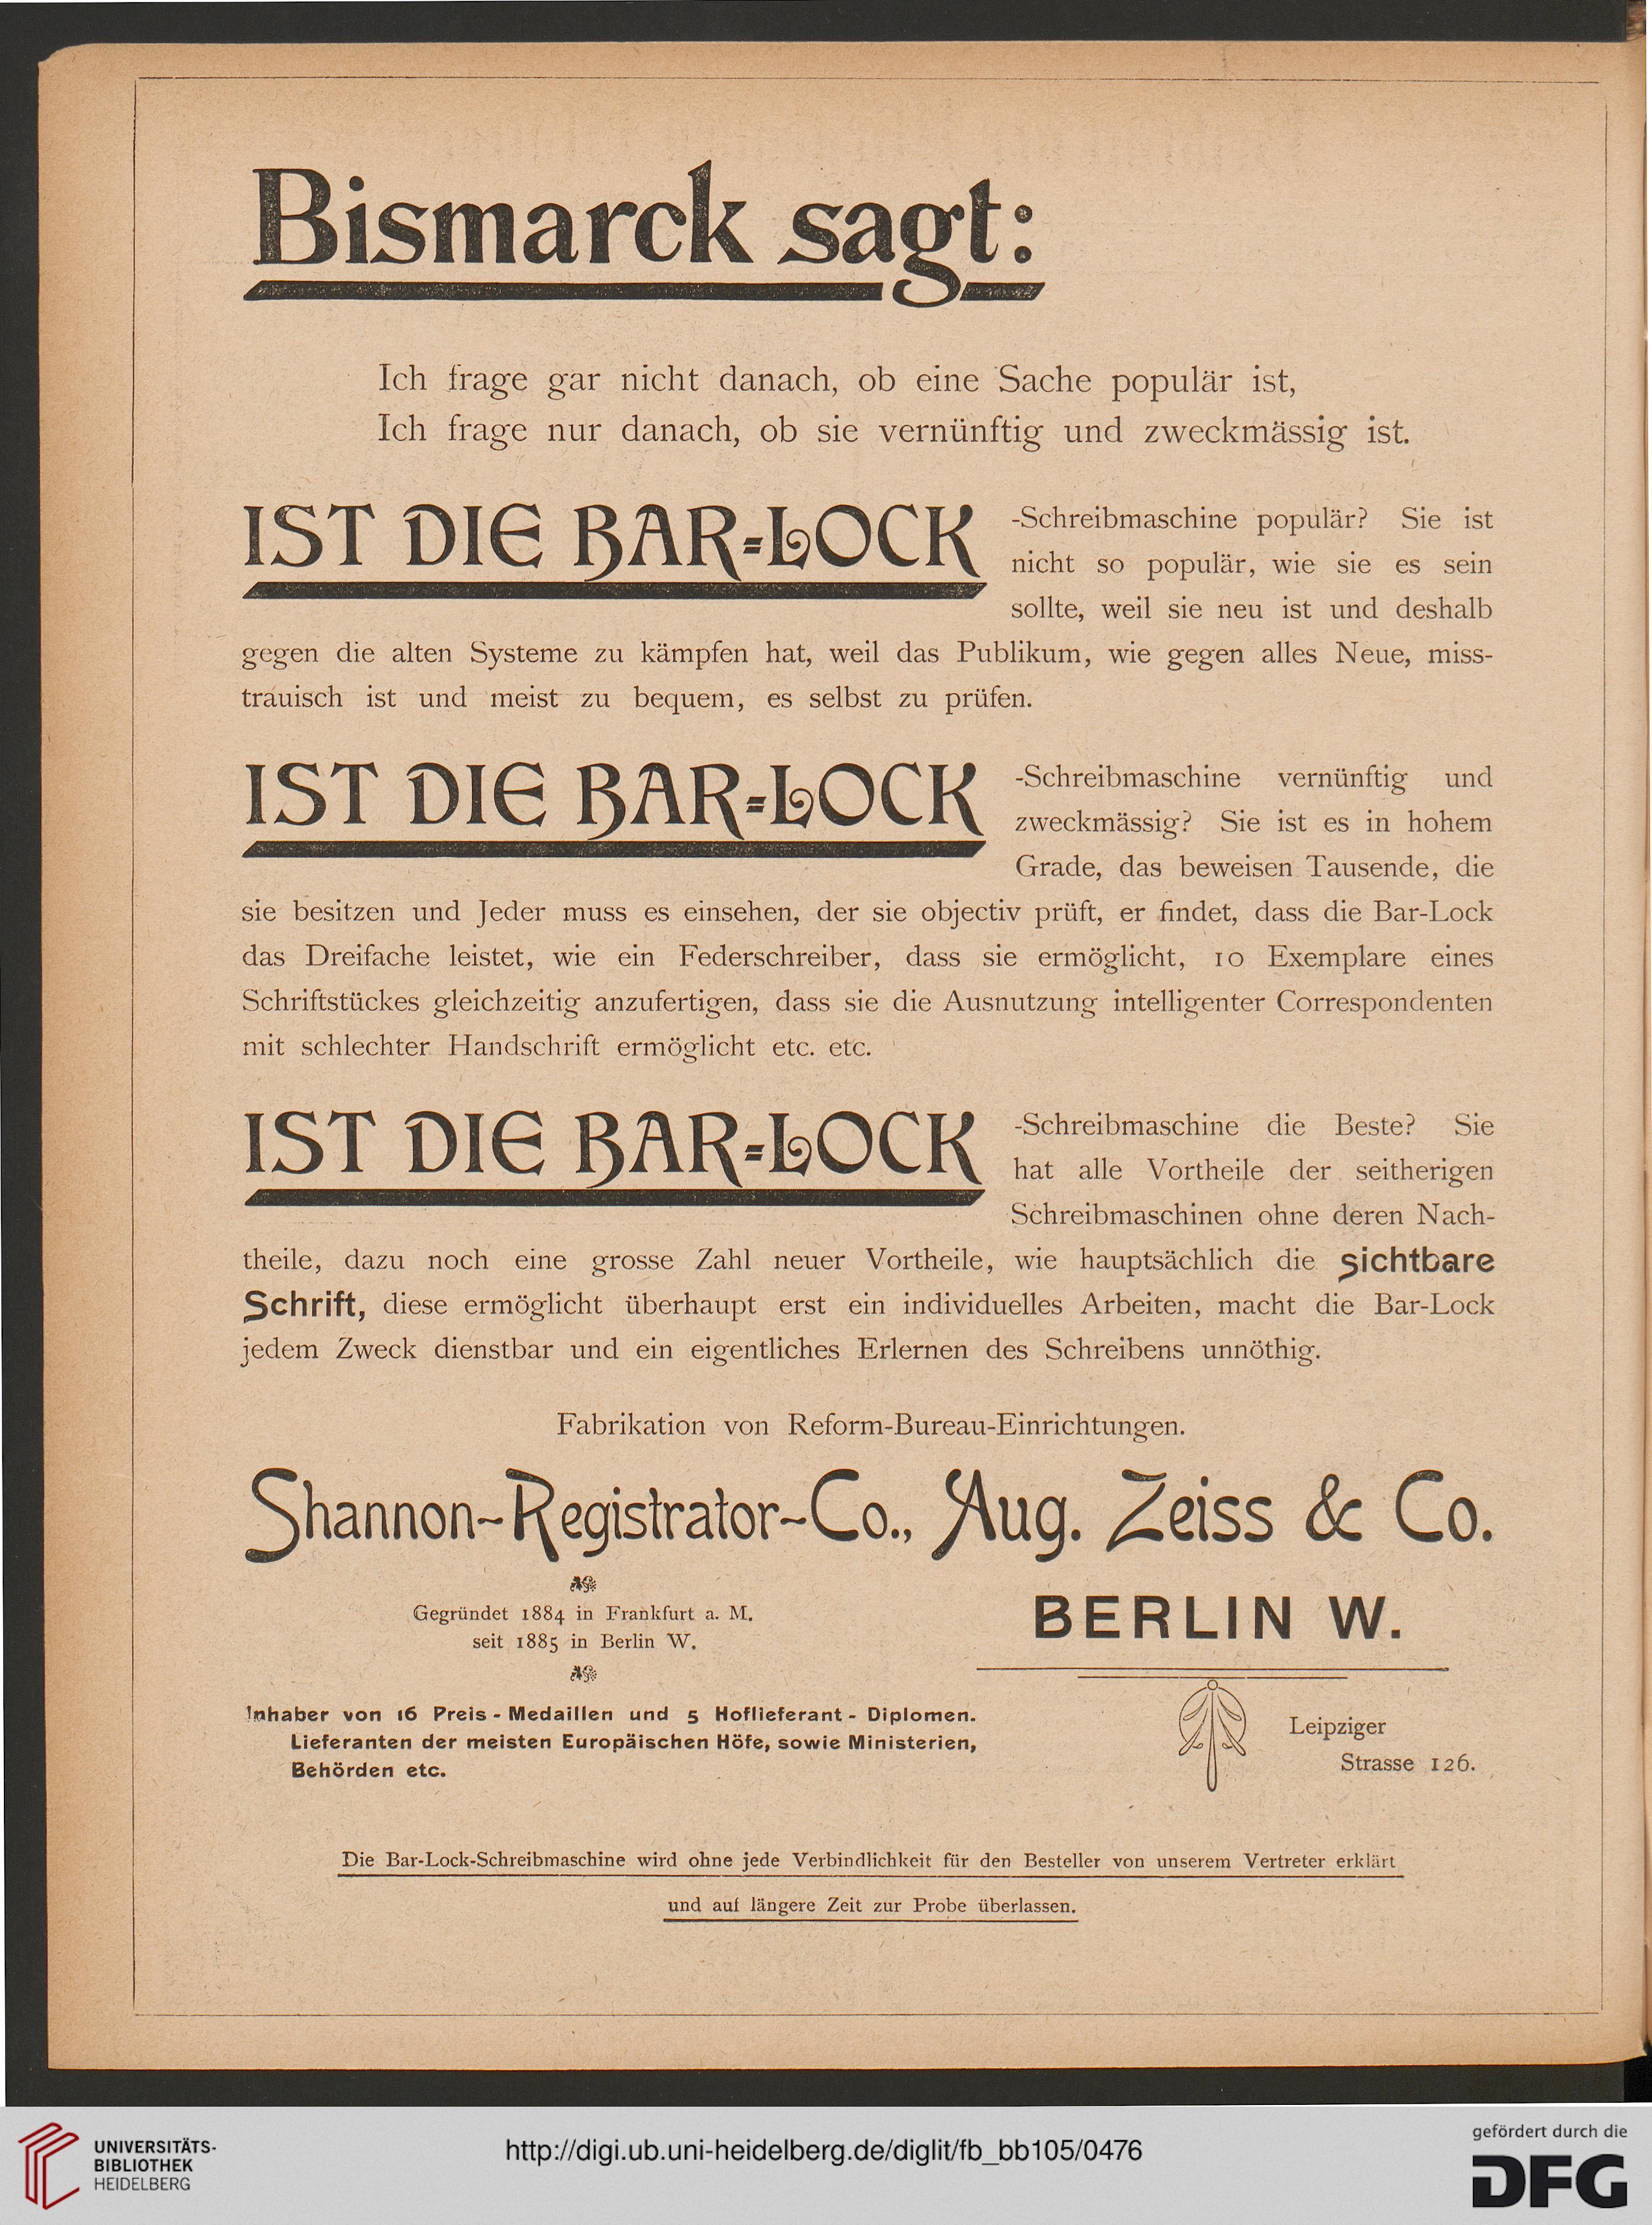 Bismarck sagt:
Ich frage gar nicht danach, ob eine Sache populär ist,
Ich frage nur danach, ob sie vernünftig und zweckmässig ist.
IST DIE BAR-LOCK -Schreibmaschine populär? Sie ist
nicht so populär, wie sie es sein
sollte, weil sie neu ist und deshalb
gegen die alten Systeme zu kämpfen hat, weil das Publikum, wie gegen alles Neue, miss-
trauisch ist und meist zu bequem, es selbst zu prüfen.
IST DIE BAR-LOCK -Schreibmaschine vernünftig und
zweckmässig? Sie ist es in hohem
Grade, das beweisen Tausende, die
sie besitzen und Jeder muss es einsehen, der sie objectiv prüft, er findet, dass die Bar-Lock
das Dreifache leistet, wie ein Federschreiber, dass sie ermöglicht, 10 Exemplare eines
Schriftstückes gleichzeitig anzufertigen, dass sie die Ausnutzung intelligenter Correspondenten
mit schlechter Handschrift ermöglicht etc. etc.
IST DIE BAR-LOCK -Schreibmaschine die Beste? Sie
hat alle Vortheile der seitherigen
Schreibmaschinen ohne deren Nach-
theile, dazu noch eine grosse Zahl neuer Vortheile, wie hauptsächlich die sichtbare
Schrift, diese ermöglicht überhaupt erst ein individuelles Arbeiten, macht die Bar-Lock
jedem Zweck dienstbar und ein eigentliches Erlernen des Schreibens unnöthig.
Fabrikation von Reform-Bureau-Einrichtungen.
Shannon-Registrator-Co., Aug. Zeiss & Co.
Gegründet 1884 in Frankfurt a. M.
seit 1885 in Berlin W.
BERLIN W.
Inhaber von 16 Preis-Medaillen und 5 Hoflieferant-Diplomen.
Lieferanten der meisten Europäischen Höfe, sowie Ministerien,
Behörden etc.
Leipziger
Strasse 126.
Die Bar-Lock-Schreibmaschine wird ohne jede Verbindlichkeit für den Besteller von unserem Vertreter erklärt
und auf längere Zeit zur Probe überlassen.
UNIVERSITÄTS-
BIBLIOTHEK
HEIDELBERG
http://digi.ub.uni-heidelberg.de/diglit/fb_bb105/0476
gefördert durch die
DFG